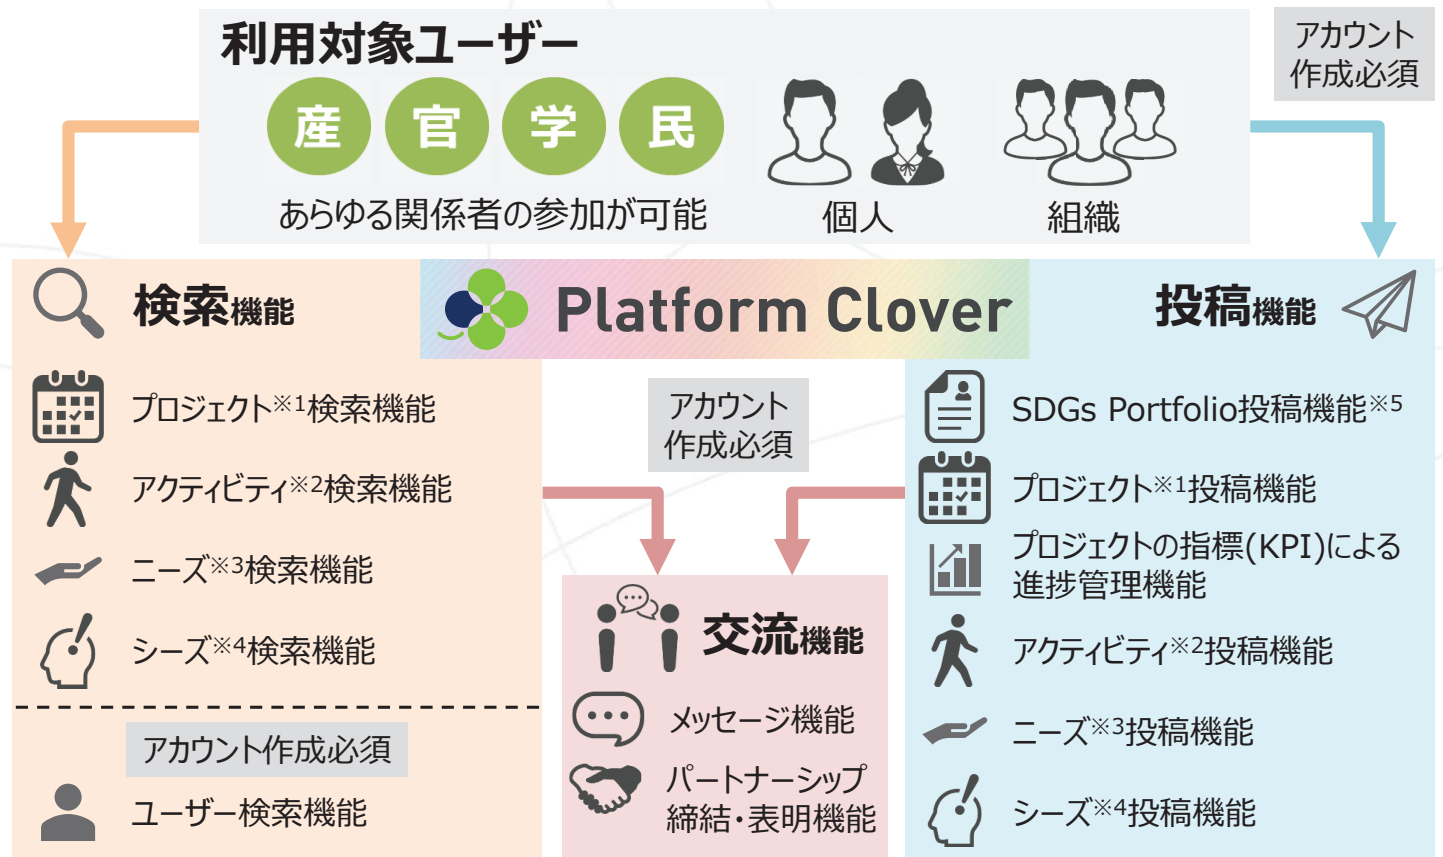 利用対象ユーザー
アカウント
作成必須
産 官 学 民
あらゆる関係者の参加が可能
個人
組織
検索機能
Platform Clover
投稿機能
プロジェクト※1検索機能
アクティビティ※2検索機能
ニーズ※3検索機能
シーズ※4検索機能
アカウント作成必須
ユーザー検索機能
アカウント
作成必須
交流機能
メッセージ機能
パートナーシップ
締結・表明機能
SDGs Portfolio投稿機能※5
プロジェクト※1投稿機能
プロジェクトの指標(KPI)による
進捗管理機能
アクティビティ※2投稿機能
ニーズ※3投稿機能
シーズ※4投稿機能